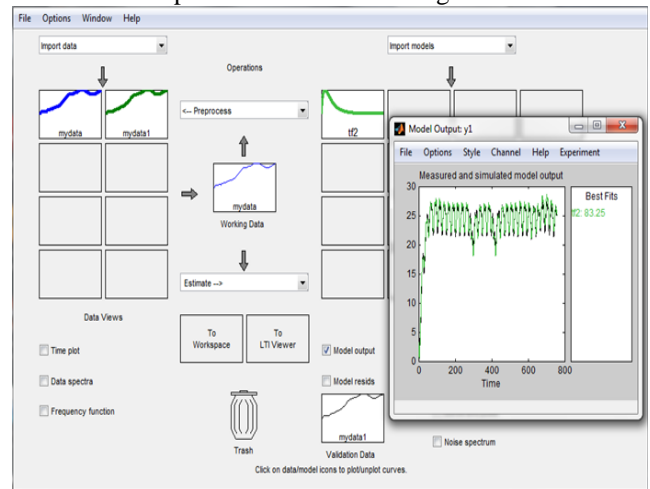 File Options Window Help
Import data
Operations
Import models
<-- Preprocess
mydata
mydata1
tf2
mydata
Working Data
Estimate -->
Data Views
To Workspace
To LTI Viewer
Time plot
Data spectra
Frequency function
Model output
Model resids
Trash
mydata1
Validation Data
Noise spectrum
Click on data/model icons to plot/unplot curves.
Model Output: y1
File Options Style Channel Help Experiment
Measured and simulated model output
Best Fits
tf2: 83.25
30
25
20
15
10
5
0
0 200 400 600 800
Time